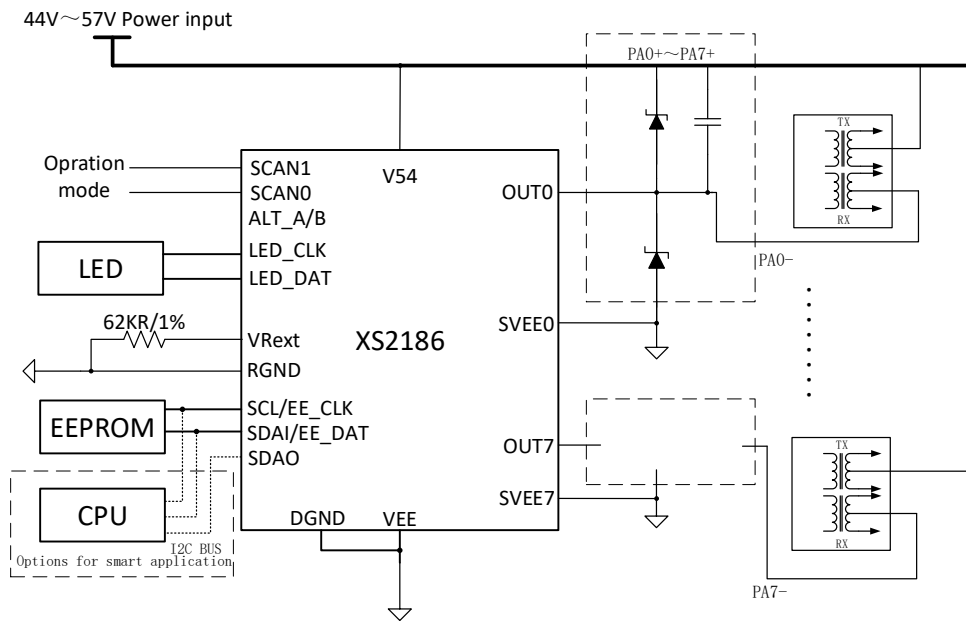 44V～57V Power input
PA0+～PA7+
TX
Opration
mode
SCAN1
SCAN0
ALT_A/B
V54
OUT0
RX
LED
LED_CLK
LED_DAT
PA0-
62KR/1%
VRext
XS2186
SVEE0
RGND
EEPROM
SCL/EE_CLK
SDAI/EE_DAT
SDAO
OUT7
TX
CPU
SVEE7
DGND
VEE
RX
I2C BUS
Options for smart application
PA7-